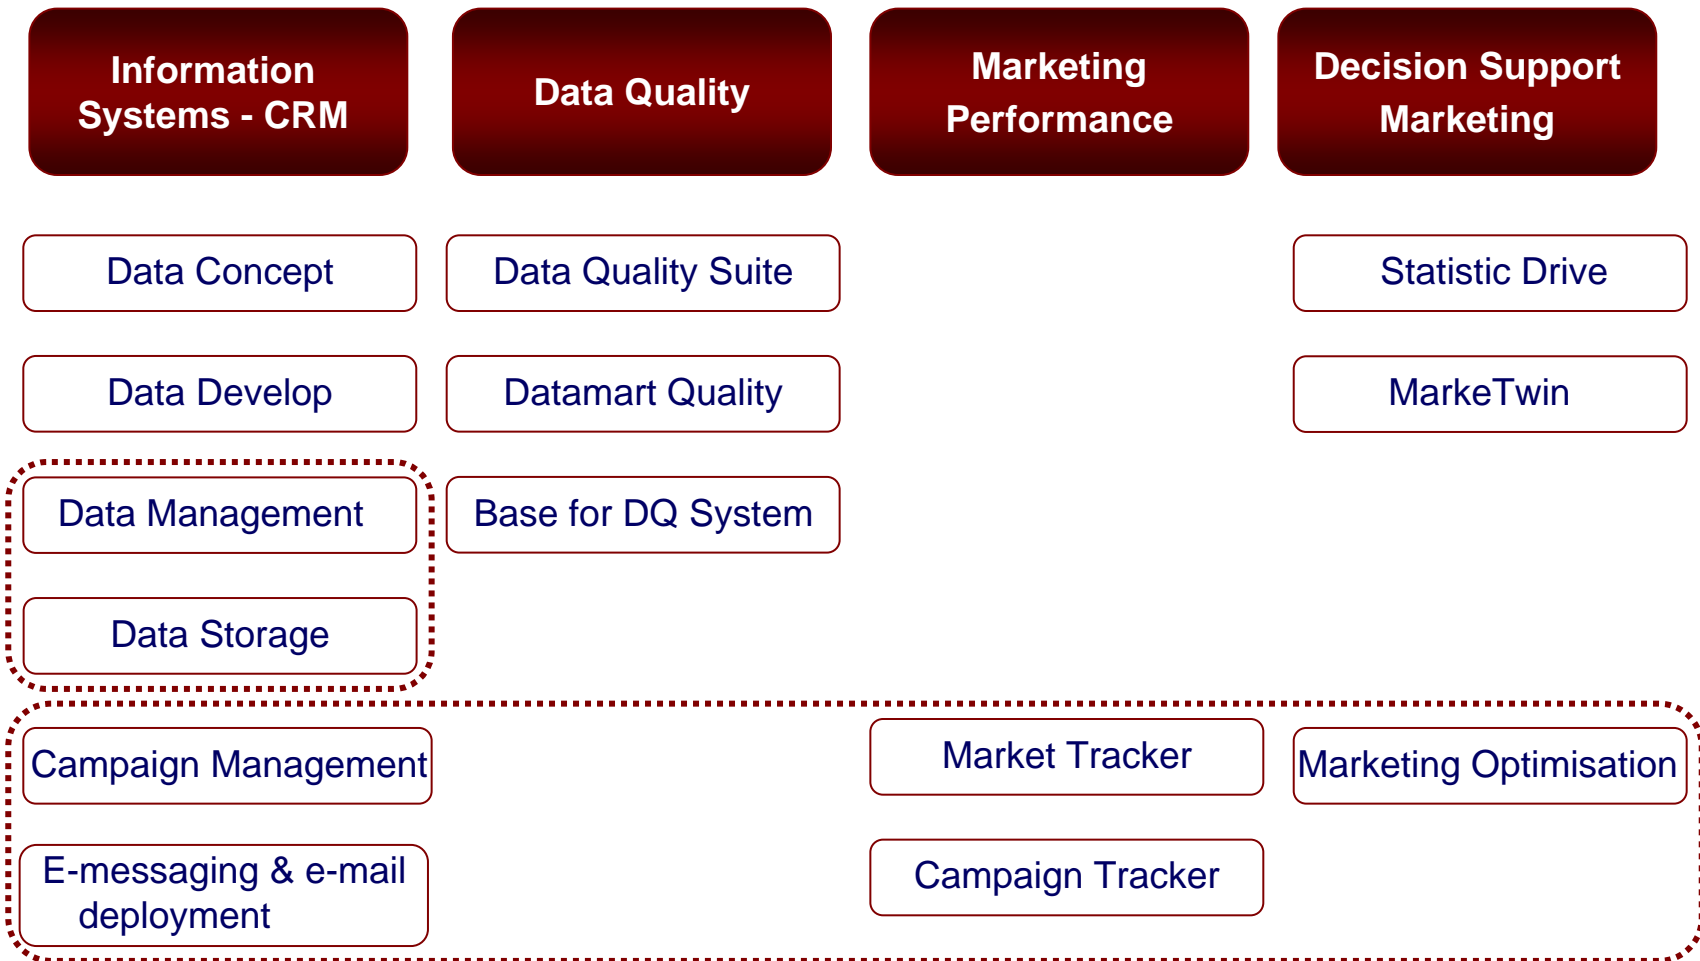 Information
Systems - CRM
Data Quality
Marketing
Performance
Decision Support
Marketing
Data Concept
Data Quality Suite
Statistic Drive
Data Develop
Datamart Quality
MarkeTwin
Data Management
Base for DQ System
Data Storage
Campaign Management
Market Tracker
Marketing Optimisation
E-messaging & e-mail
deployment
Campaign Tracker